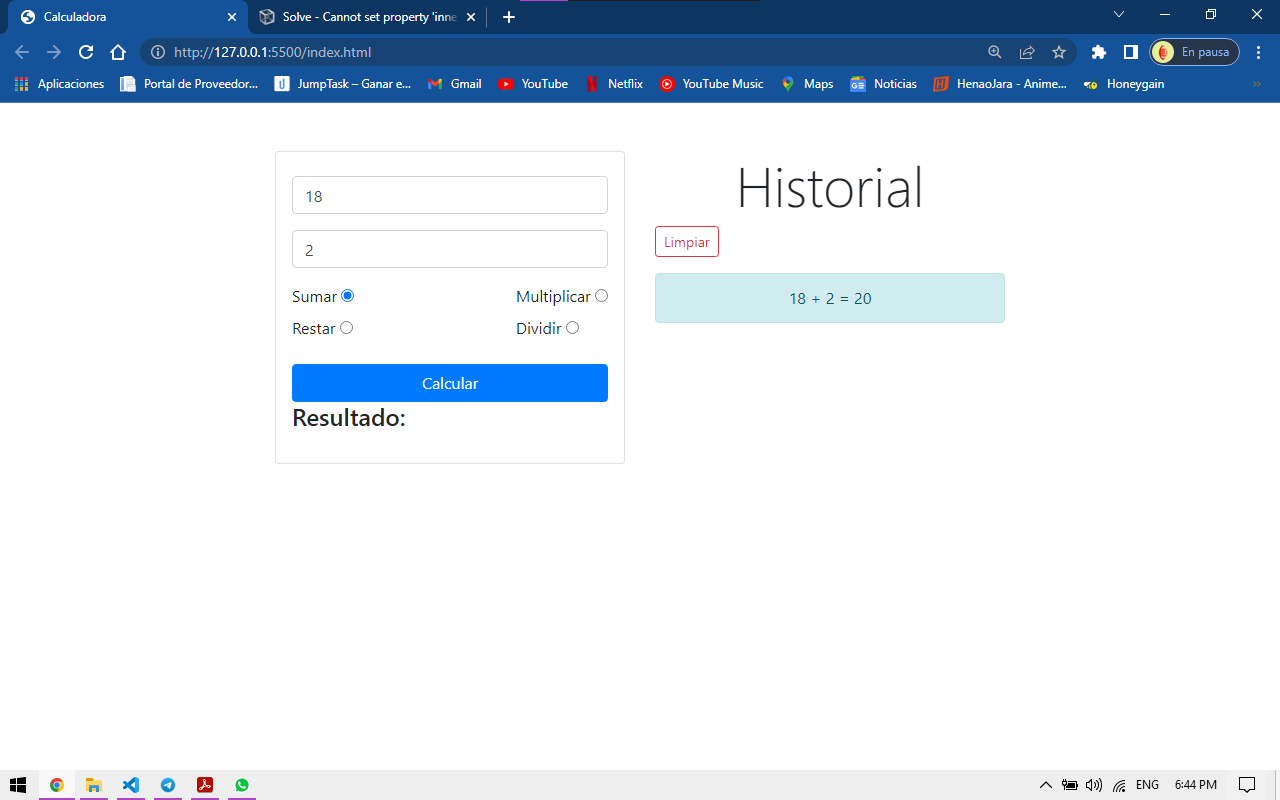 Calculadora
Solve - Cannot set property 'inne
http://127.0.0.1:5500/index.html
En pausa
Aplicaciones
Portal de Proveedor...
JumpTask – Ganar e...
Gmail
YouTube
Netflix
YouTube Music
Maps
Noticias
HenaoJara - Anime...
Honeygain
18
2
Sumar
Multiplicar
Restar
Dividir
Calcular
Resultado:
Historial
Limpiar
18 + 2 = 20
ENG
6:44 PM